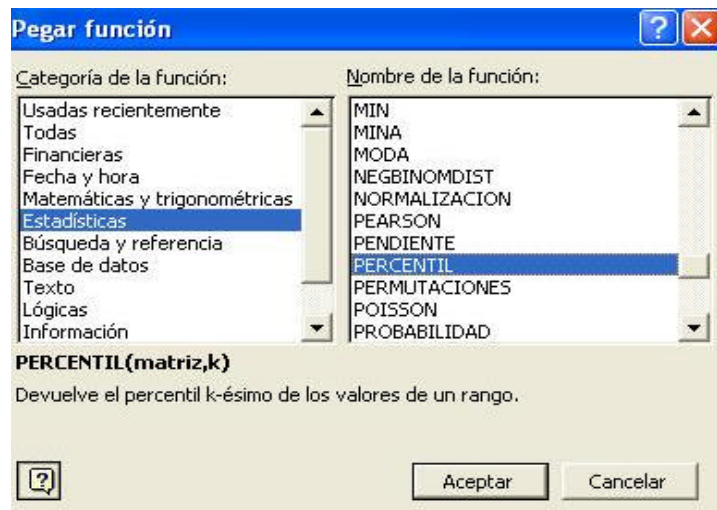 Pegar función
Categoría de la función:
Usadas recientemente
Todas
Financieras
Fecha y hora
Matemáticas y trigonométricas
Estadísticas
Búsqueda y referencia
Base de datos
Texto
Lógicas
Información
Nombre de la función:
MIN
MINA
MODA
NEGBINOMDIST
NORMALIZACION
PEARSON
PENDIENTE
PERCENTIL
PERMUTACIONES
POISSON
PROBABILIDAD
PERCENTIL(matriz,k)
Devuelve el percentil k-ésimo de los valores de un rango.
Aceptar
Cancelar